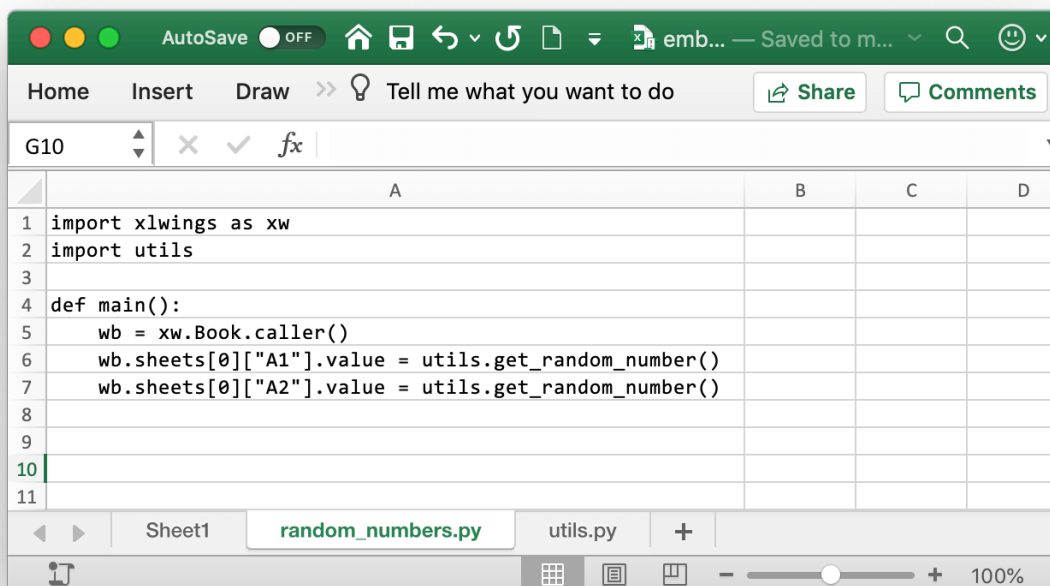 AutoSave OFF emb... — Saved to m...
Home Insert Draw Tell me what you want to do Share Comments
G10 fx
A B C D
1 import xlwings as xw
2 import utils
3
4 def main():
5     wb = xw.Book.caller()
6     wb.sheets[0]["A1"].value = utils.get_random_number()
7     wb.sheets[0]["A2"].value = utils.get_random_number()
8
9
10
11
Sheet1 random_numbers.py utils.py +
− + 100%